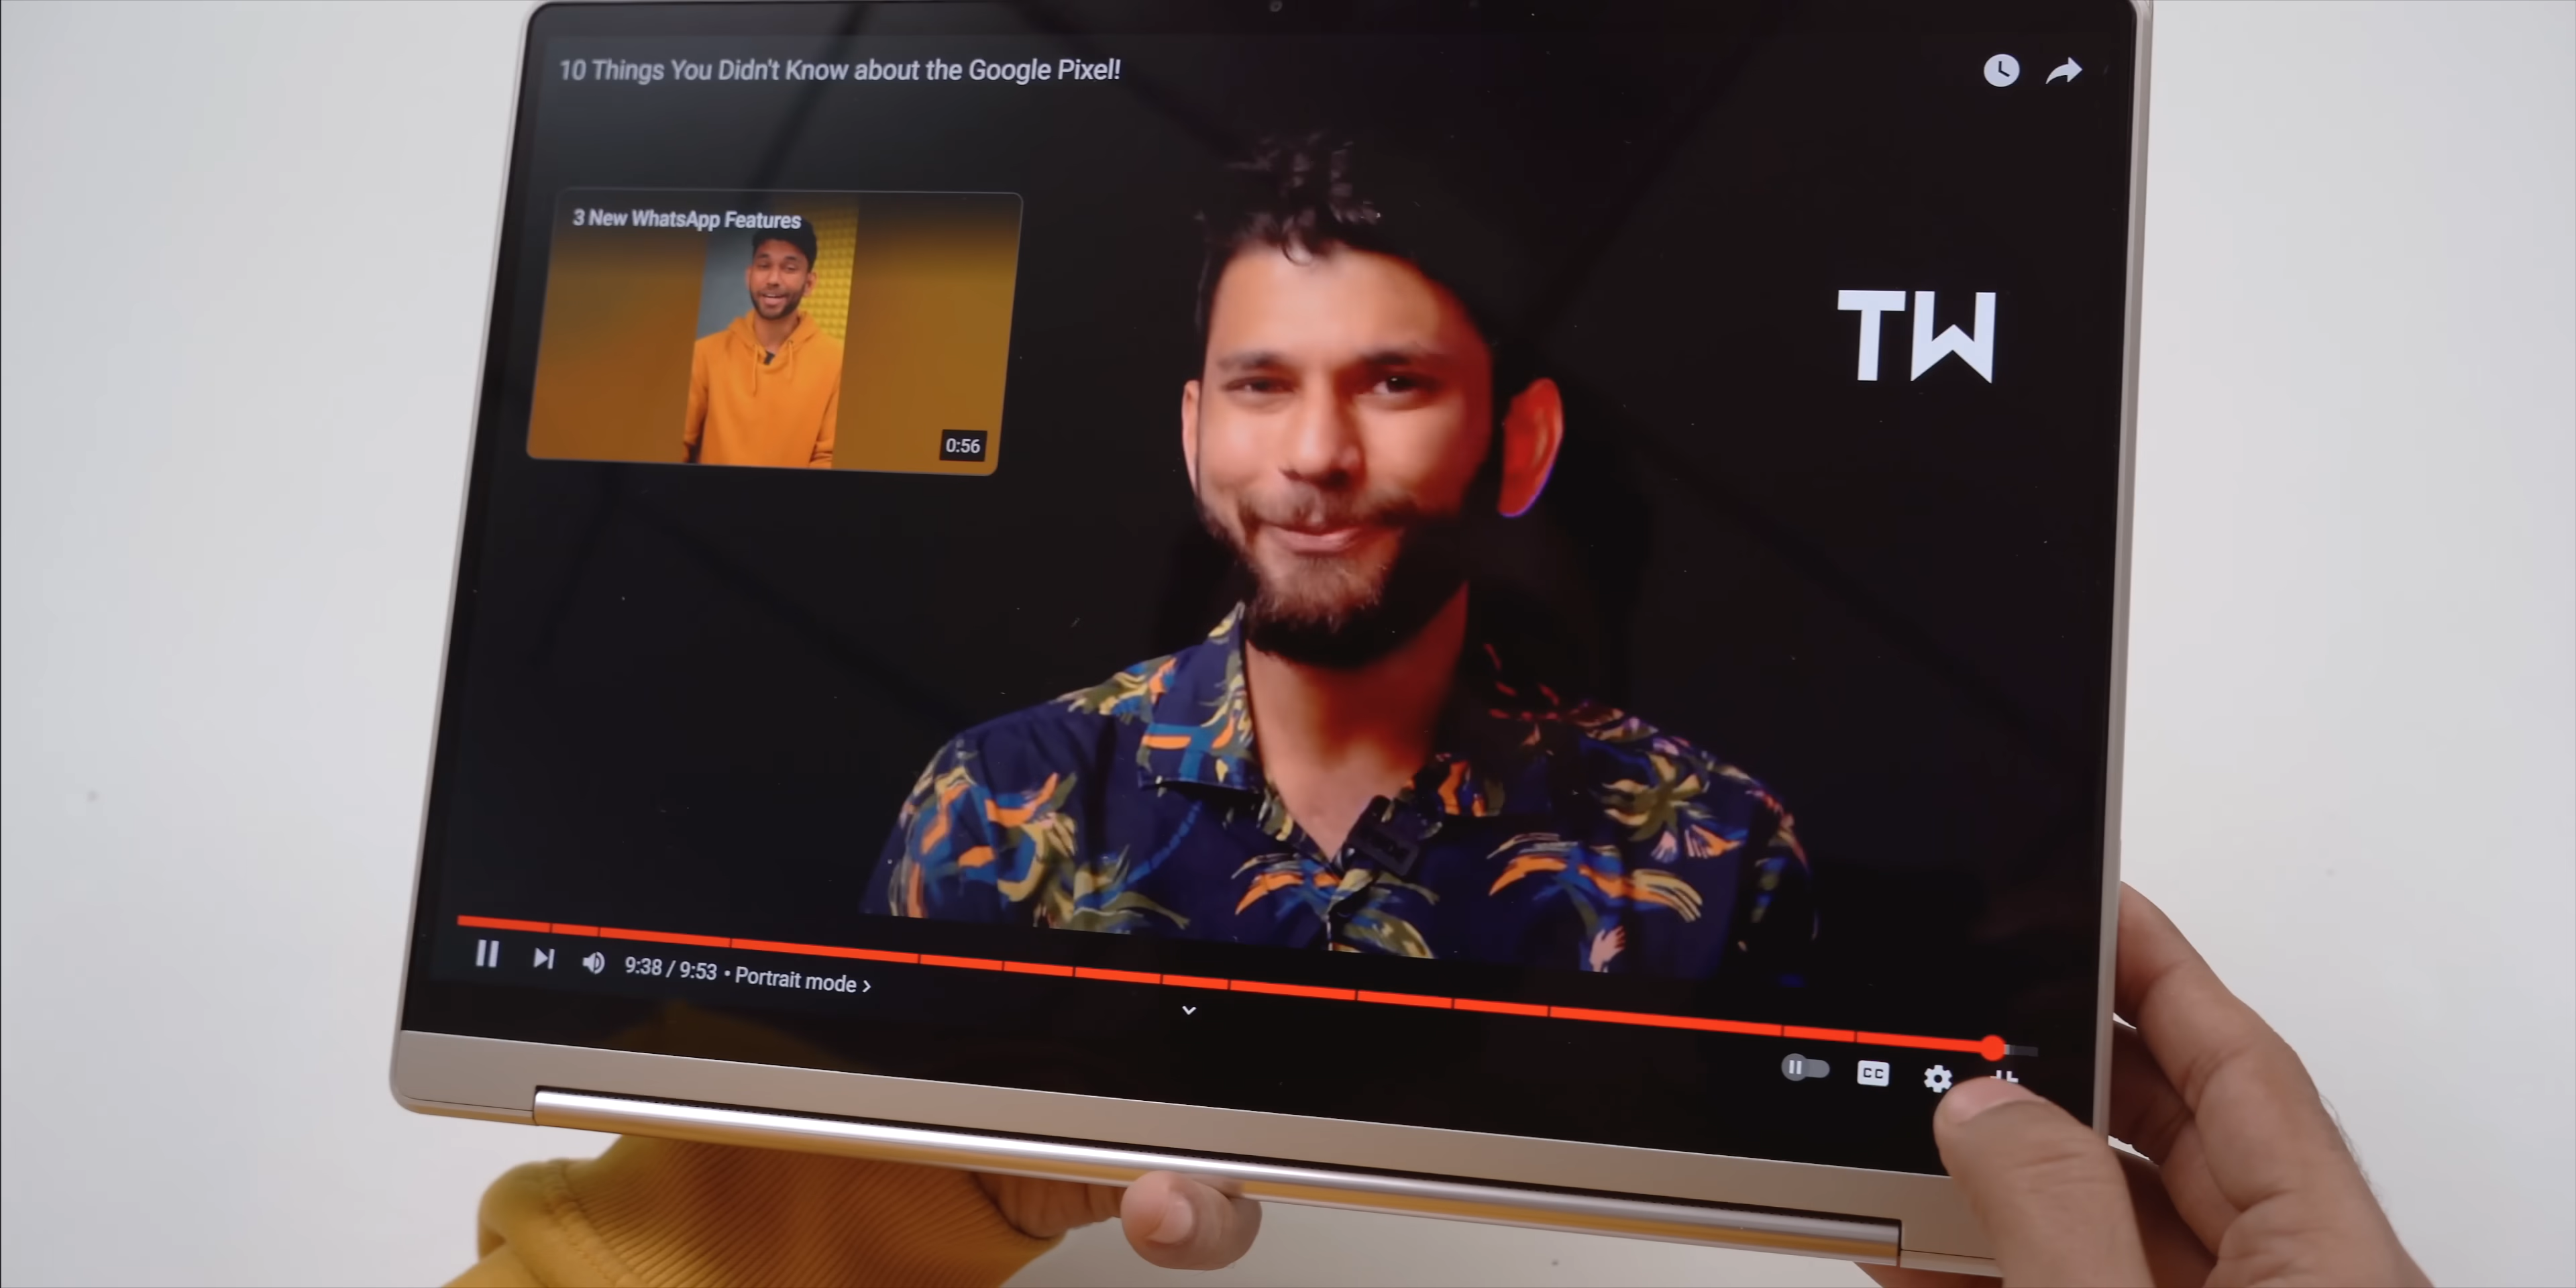 10 Things You Didn't Know about the Google Pixel!
3 New WhatsApp Features
0:56
TW
9:38 / 9:53 • Portrait mode >
CC